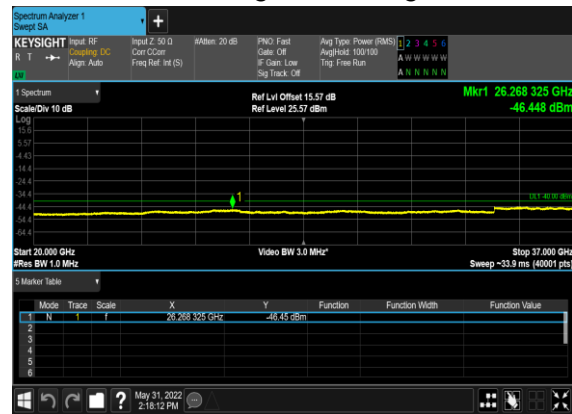 Spectrum Analyzer 1
Swept SA
+
KEYSIGHT Input: RF Input Z: 50 Ω #Atten: 20 dB PNO: Fast Avg Type: Power (RMS) 1 2 3 4 5 6
R T Coupling: DC Corr CCorr Gate: Off Avg|Hold: 100/100 A W W W W W
Align: Auto Freq Ref: Int (S) IF Gain: Low Trig: Free Run
Sig Track: Off A N N N N N
1 Spectrum Ref Lvl Offset 15.57 dB Mkr1 26.268 325 GHz
Scale/Div 10 dB Ref Level 25.57 dBm -46.448 dBm
Log
15.6
5.57
-4.43
-14.4
-24.4
-34.4
-44.4
-54.4
-64.4
1
Start 20.000 GHz Video BW 3.0 MHz* Stop 37.000 GHz
#Res BW 1.0 MHz Sweep ~33.9 ms (40001 pts)
5 Marker Table
Mode Trace Scale X Y Function Function Width Function Value
1 N 1 f 26.268 325 GHz -46.45 dBm
2
3
4
5
6
? May 31, 2022
2:18:12 PM